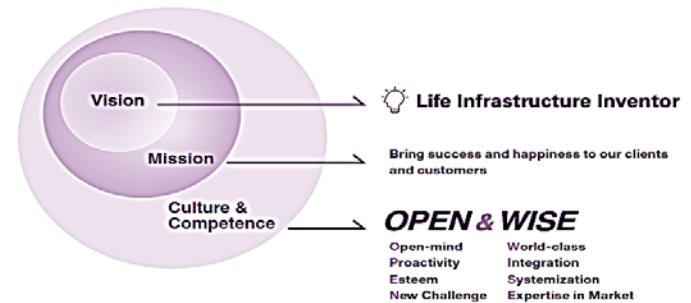 Vision
Life Infrastructure Inventor
Mission
Bring success and happiness to our clients
and customers
Culture &
Competence
OPEN & WISE
Open-mind
Proactivity
Esteem
New Challenge
World-class
Integration
Systemization
Expertise in Market